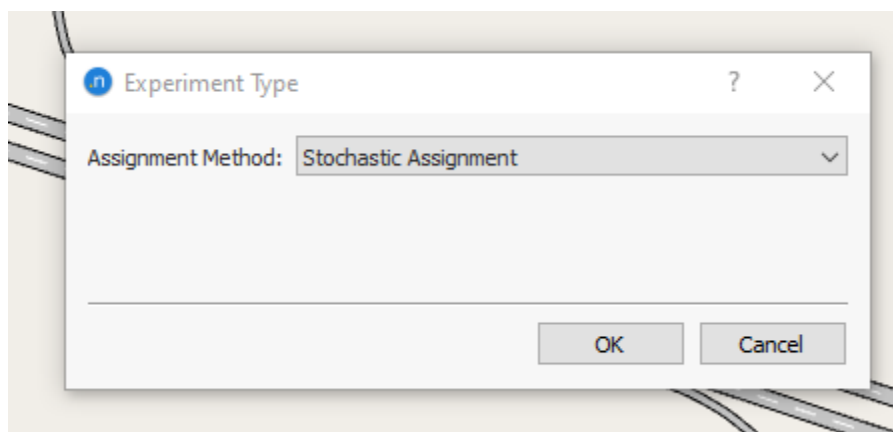 .n Experiment Type ?
Assignment Method: Stochastic Assignment
OK Cancel